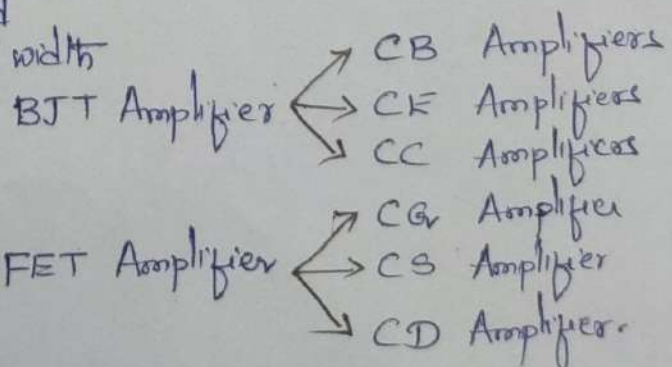 width
CB Amplifiers
BJT Amplifier CE Amplifiers
CC Amplifiers
CG Amplifier
FET Amplifier CS Amplifier
CD Amplifier.